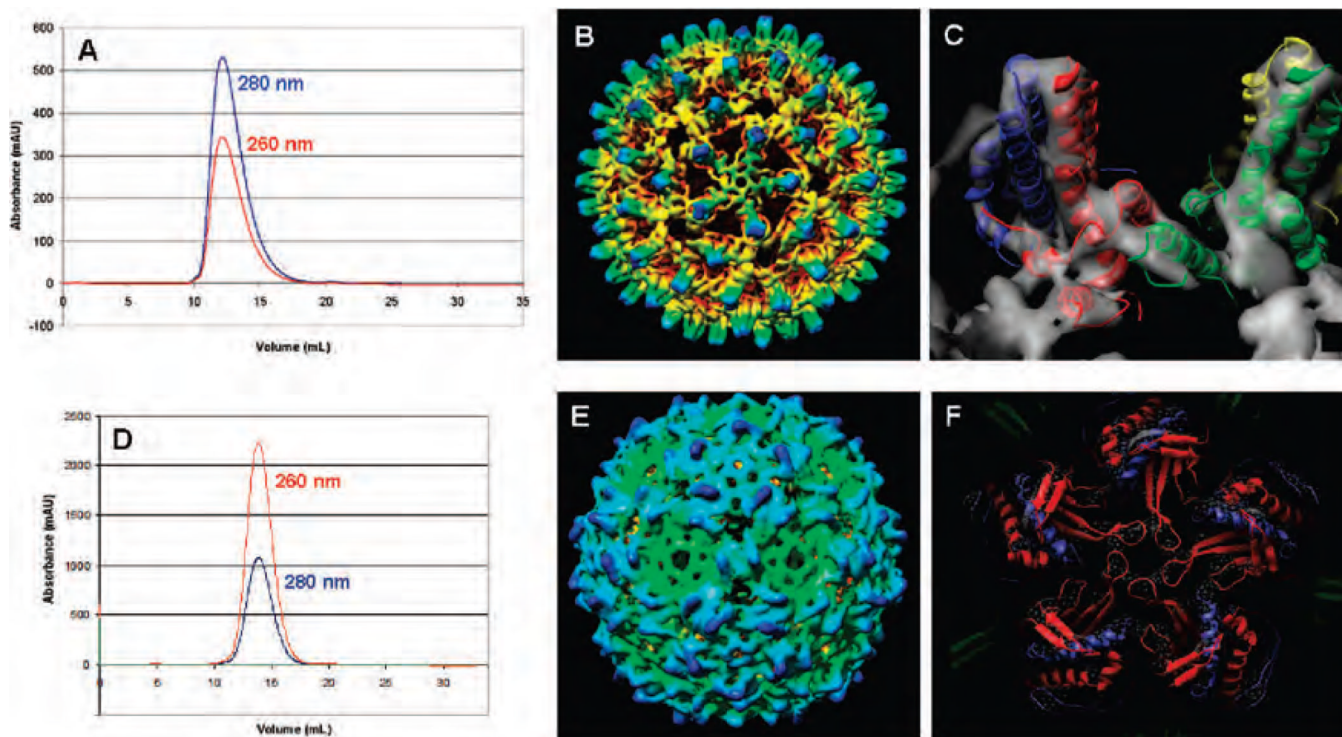 A
280 nm
260 nm
Absorbance (mAU)
600
500
400
300
200
100
0
-100
0 5 10 15 20 25 30 35
Volume (mL)
B
C
D
260 nm
280 nm
Absorbance (mAU)
2500
2000
1500
1000
500
0
0 5 10 15 20 25 30
Volume (mL)
E
F